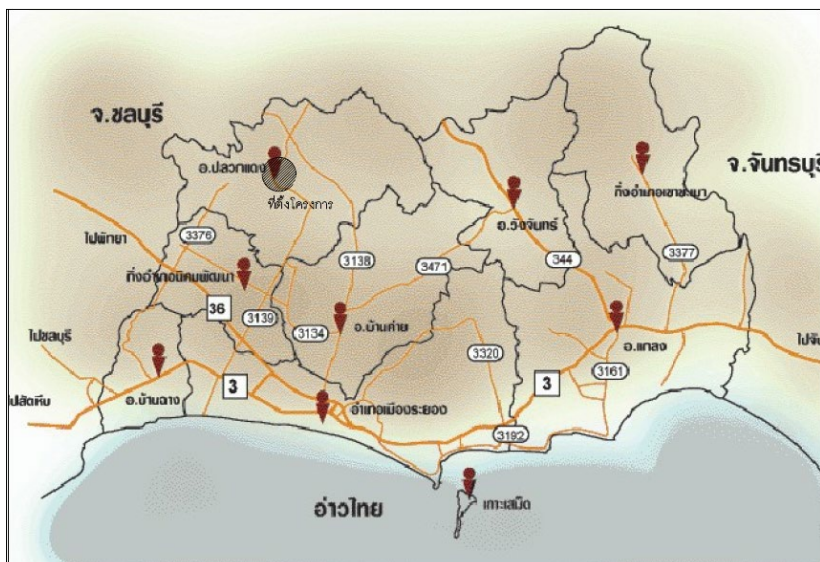 จ.ชลบุรี
อ.ปลวกแดง
ที่ตั้งโครงการ
จ.จันทรบุรี
กิ่งอำเภอเขาชะเมา
อ.วังจันทร์
ไปพัทยา
3376
3138
3471
344
3377
กิ่งอำเภอนิคมพัฒนา
36
3139
3134
อ.บ้านค่าย
3320
อ.แกลง
ไปชลบุรี
3
3
3161
ไปสัตหีบ
อ.บ้านฉาง
อำเภอเมืองระยอง
3192
อ่าวไทย
เกาะเสม็ด